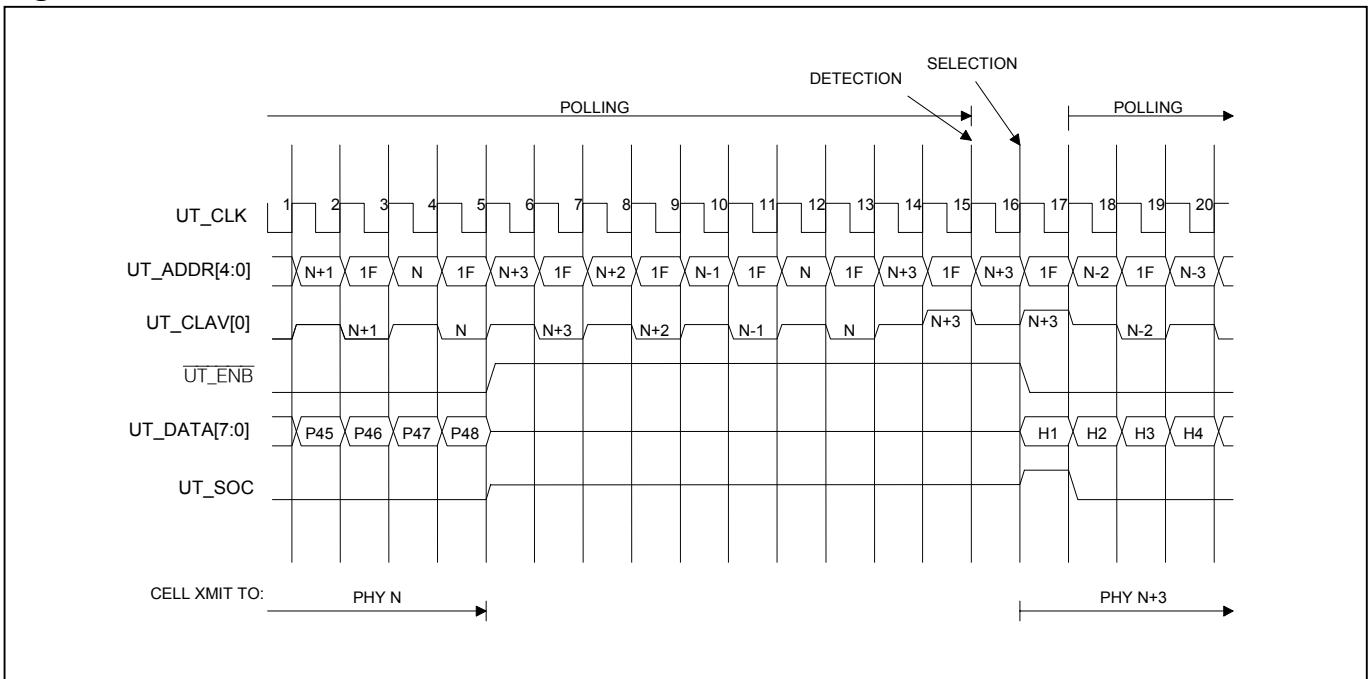 SELECTION
DETECTION
POLLING POLLING
UT_CLK 1 2 3 4 5 6 7 8 9 10 11 12 13 14 15 16 17 18 19 20
UT_ADDR[4:0] N+1 1F N 1F N+3 1F N+2 1F N-1 1F N 1F N+3 1F N+3 1F N-2 1F N-3
UT_CLAV[0] N+1 N N+3 N+2 N-1 N N+3 N+3 N-2
UT_ENB
UT_DATA[7:0] P45 P46 P47 P48 H1 H2 H3 H4
UT_SOC
CELL XMIT TO: PHY N PHY N+3